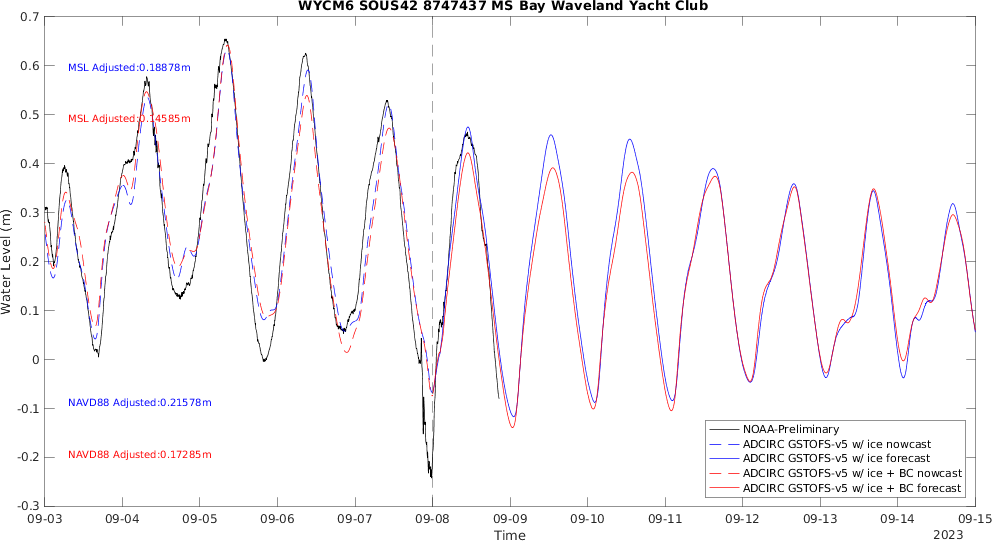 WYCM6 SOUS42 8747437 MS Bay Waveland Yacht Club
0.7
0.6
0.5
0.4
0.3
0.2
0.1
0
-0.1
-0.2
-0.3
Water Level (m)
MSL Adjusted:0.18878m
MSL Adjusted:0.14585m
NAVD88 Adjusted:0.21578m
NAVD88 Adjusted:0.17285m
NOAA-Preliminary
ADCIRC GSTOFS-v5 w/ ice nowcast
ADCIRC GSTOFS-v5 w/ ice forecast
ADCIRC GSTOFS-v5 w/ ice + BC nowcast
ADCIRC GSTOFS-v5 w/ ice + BC forecast
09-03 09-04 09-05 09-06 09-07 09-08 09-09 09-10 09-11 09-12 09-13 09-14 09-15
Time
2023